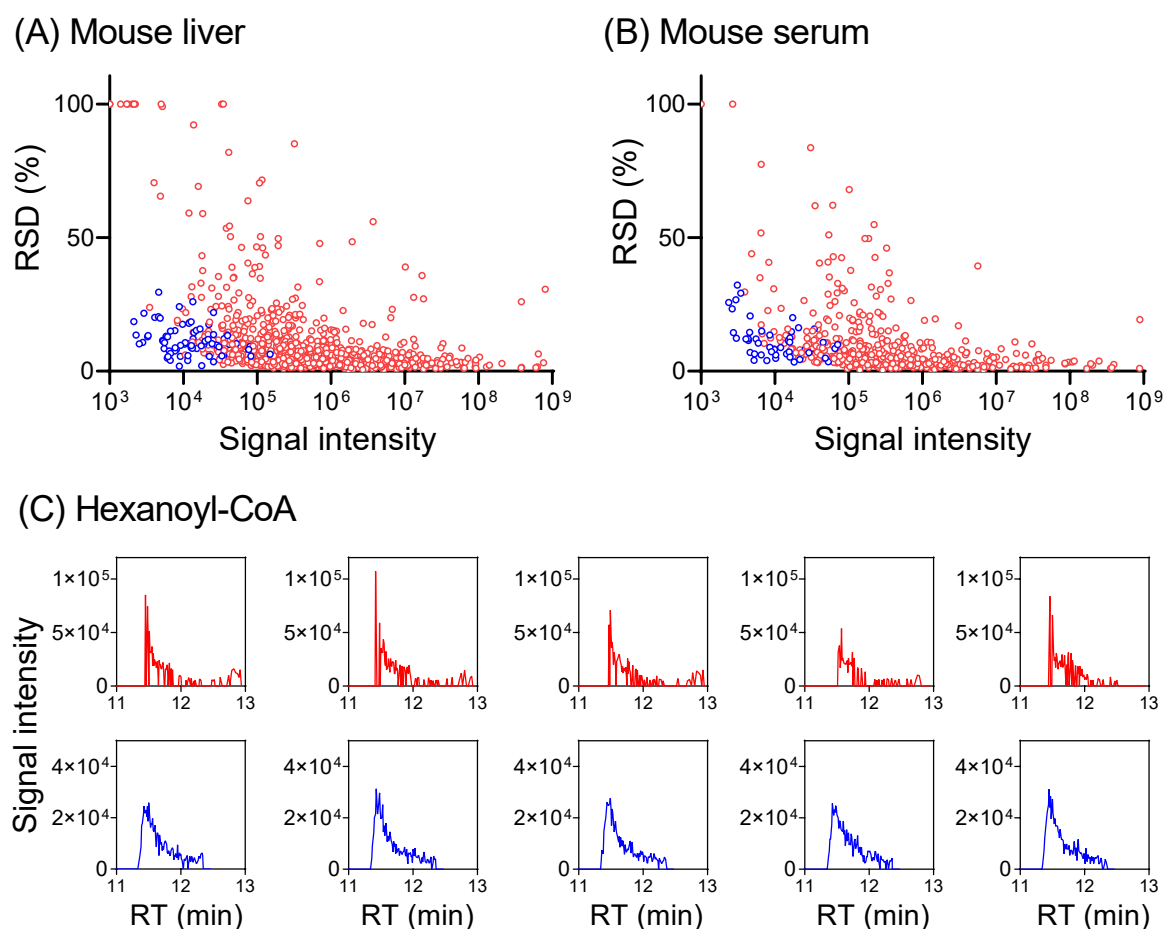 (A) Mouse liver
(B) Mouse serum
RSD (%)
100
50
0
10³ 10⁴ 10⁵ 10⁶ 10⁷ 10⁸ 10⁹
Signal intensity
RSD (%)
100
50
0
10³ 10⁴ 10⁵ 10⁶ 10⁷ 10⁸ 10⁹
Signal intensity
(C) Hexanoyl-CoA
Signal intensity
1×10⁵ 1×10⁵ 1×10⁵ 1×10⁵ 1×10⁵
5×10⁴ 5×10⁴ 5×10⁴ 5×10⁴ 5×10⁴
0 0 0 0 0
11 12 13 11 12 13 11 12 13 11 12 13 11 12 13
4×10⁴ 4×10⁴ 4×10⁴ 4×10⁴ 4×10⁴
2×10⁴ 2×10⁴ 2×10⁴ 2×10⁴ 2×10⁴
0 0 0 0 0
11 12 13 11 12 13 11 12 13 11 12 13 11 12 13
RT (min) RT (min) RT (min) RT (min) RT (min)